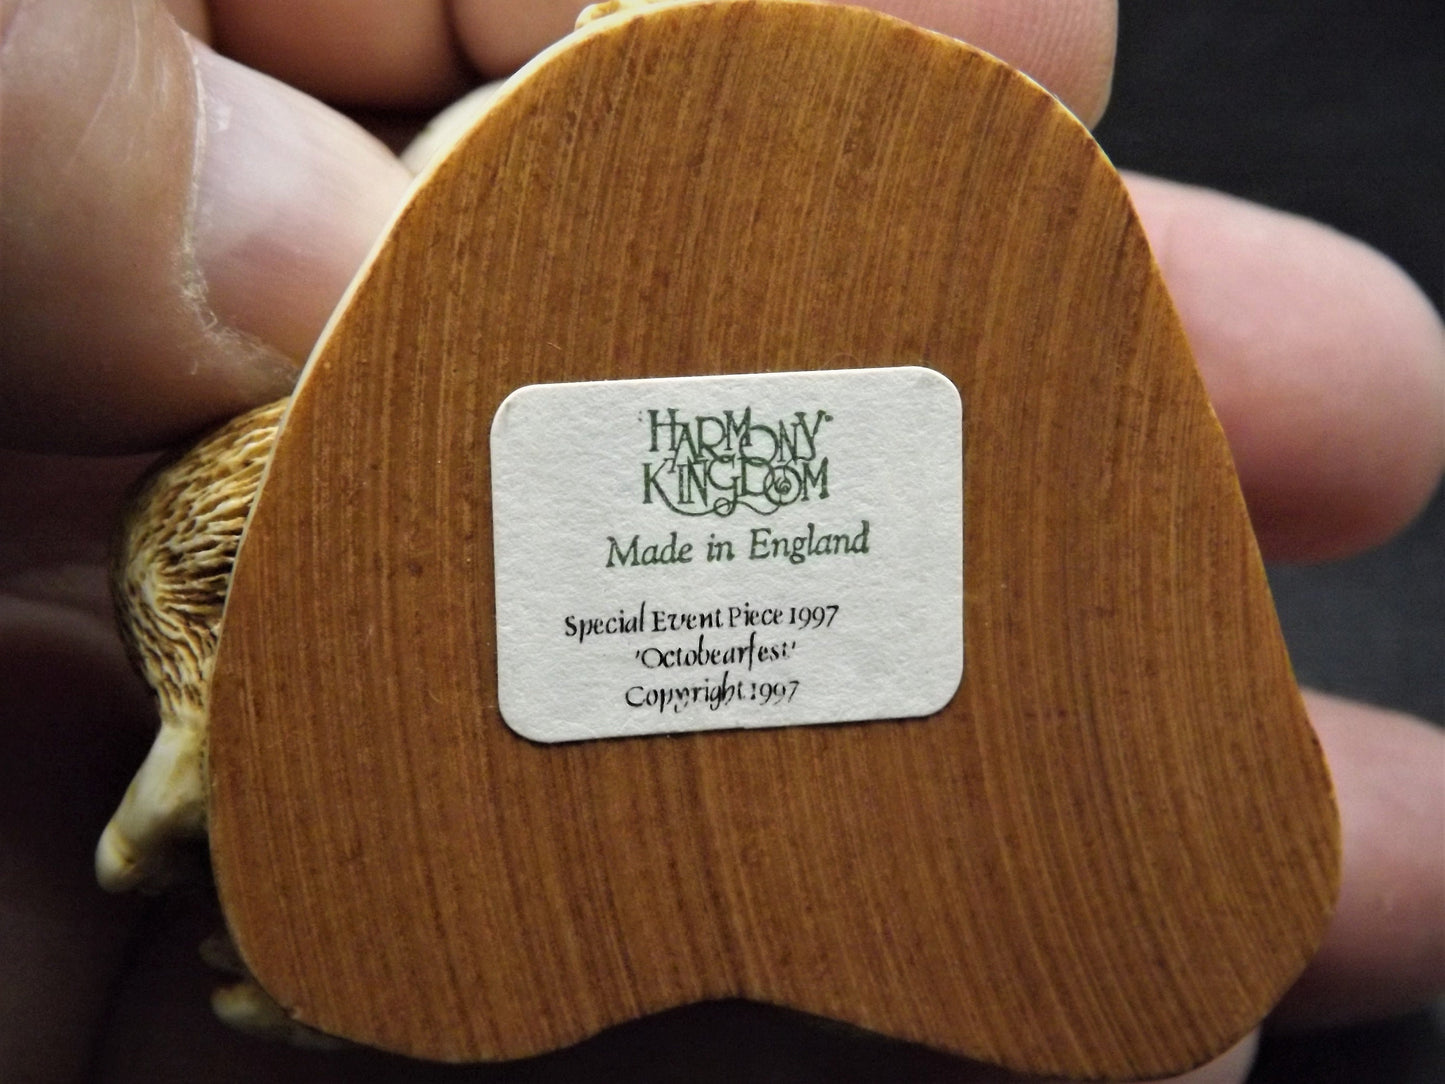 HARMONY
KINGDOM
Made in England
Special Event Piece 1997
'Octobearfest'
Copyright 1997